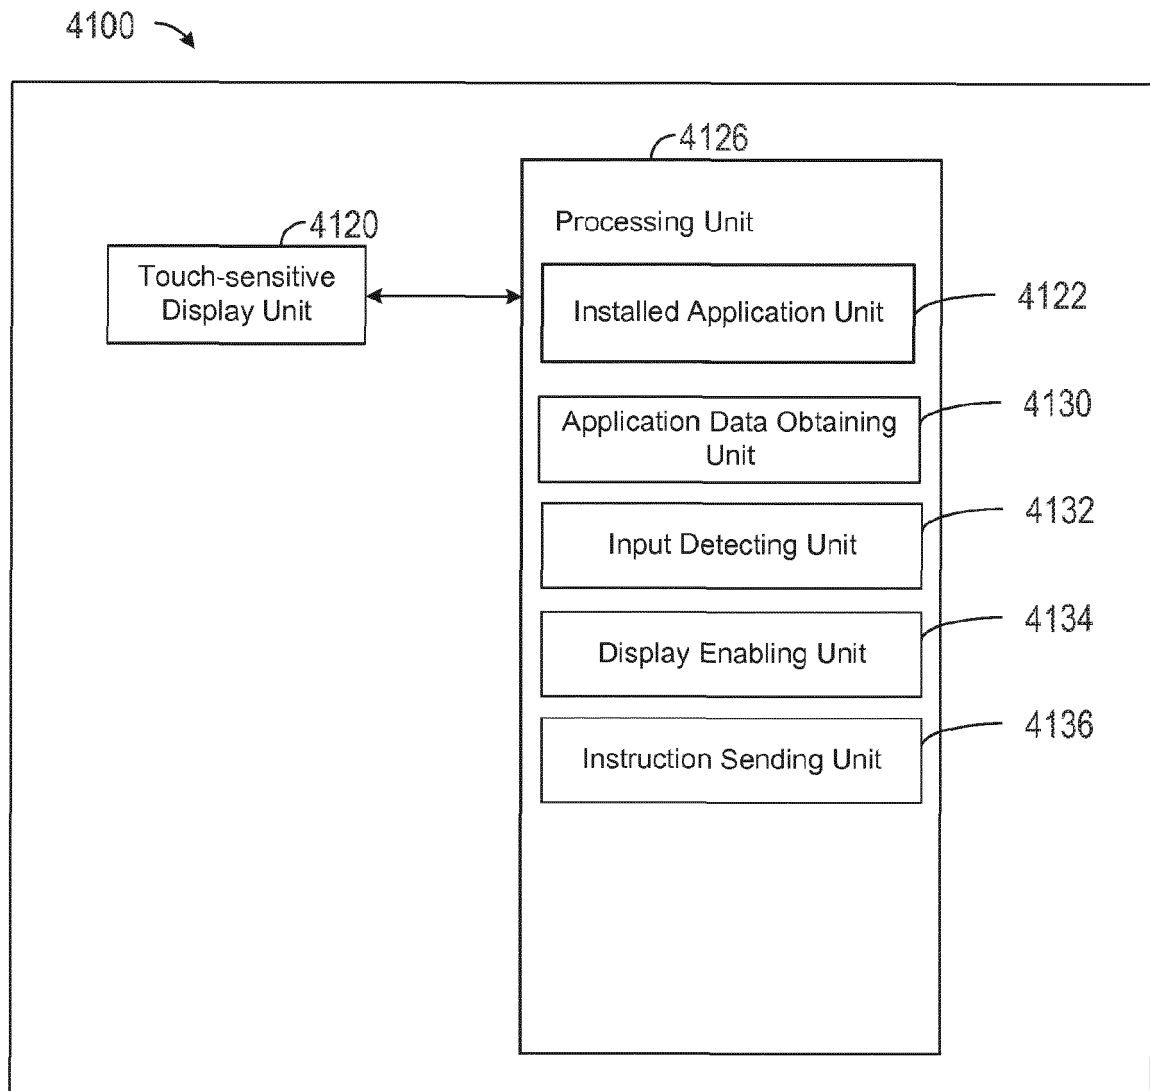 4100
4126
Processing Unit
4120
Touch-sensitive
Display Unit
Installed Application Unit
4122
Application Data Obtaining
Unit
4130
Input Detecting Unit
4132
Display Enabling Unit
4134
Instruction Sending Unit
4136